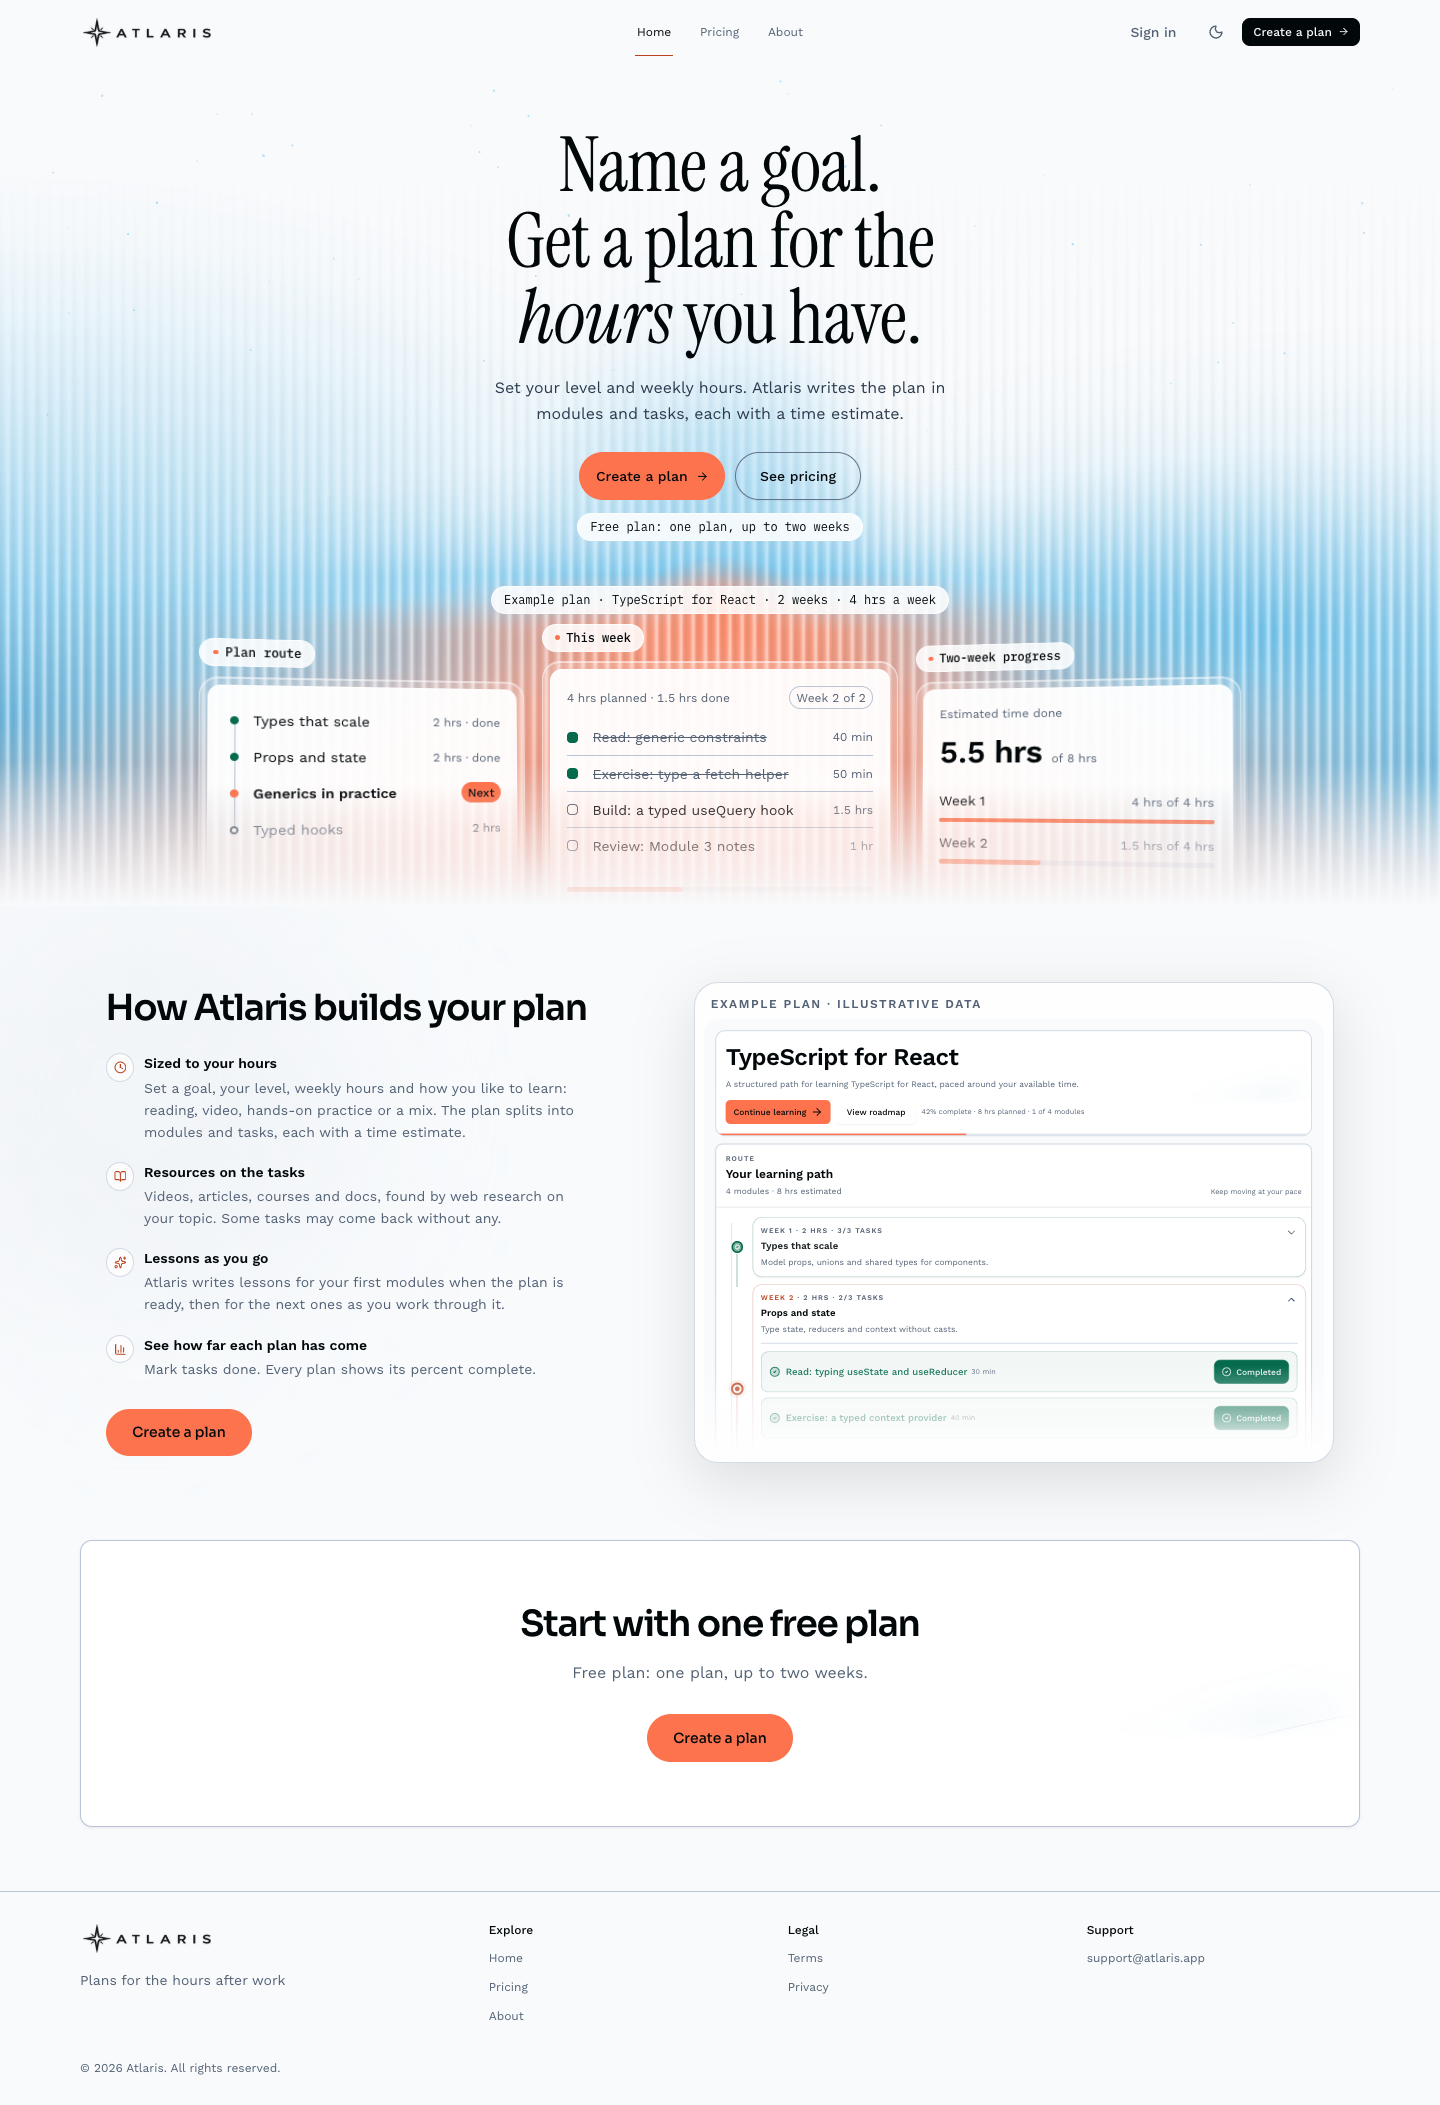 ATLARIS
Home Pricing About
Sign in
Create a plan →
Name a goal.
Get a plan for the
hours you have.
Set your level and weekly hours. Atlaris writes the plan in
modules and tasks, each with a time estimate.
Create a plan →
See pricing
Free plan: one plan, up to two weeks
Example plan · TypeScript for React · 2 weeks · 4 hrs a week
Plan route
Types that scale 2 hrs · done
Props and state 2 hrs · done
Generics in practice Next
Typed hooks 2 hrs
This week
4 hrs planned · 1.5 hrs done Week 2 of 2
Read: generic constraints 40 min
Exercise: type a fetch helper 50 min
Build: a typed useQuery hook 1.5 hrs
Review: Module 3 notes 1 hr
Two-week progress
Estimated time done
5.5 hrs of 8 hrs
Week 1 4 hrs of 4 hrs
Week 2 1.5 hrs of 4 hrs
How Atlaris builds your plan
Sized to your hours
Set a goal, your level, weekly hours and how you like to learn:
reading, video, hands-on practice or a mix. The plan splits into
modules and tasks, each with a time estimate.
Resources on the tasks
Videos, articles, courses and docs, found by web research on
your topic. Some tasks may come back without any.
Lessons as you go
Atlaris writes lessons for your first modules when the plan is
ready, then for the next ones as you work through it.
See how far each plan has come
Mark tasks done. Every plan shows its percent complete.
Create a plan
EXAMPLE PLAN · ILLUSTRATIVE DATA
TypeScript for React
A structured path for learning TypeScript for React, paced around your available time.
Continue learning → View roadmap 42% complete · 8 hrs planned · 1 of 4 modules
ROUTE
Your learning path
4 modules · 8 hrs estimated Keep moving at your pace
WEEK 1 · 2 HRS · 3/3 TASKS
Types that scale
Model props, unions and shared types for components.
WEEK 2 · 2 HRS · 2/3 TASKS
Props and state
Type state, reducers and context without casts.
Read: typing useState and useReducer 30 min Completed
Exercise: a typed context provider 40 min Completed
Start with one free plan
Free plan: one plan, up to two weeks.
Create a plan
ATLARIS
Plans for the hours after work
Explore
Home
Pricing
About
Legal
Terms
Privacy
Support
support@atlaris.app
© 2026 Atlaris. All rights reserved.